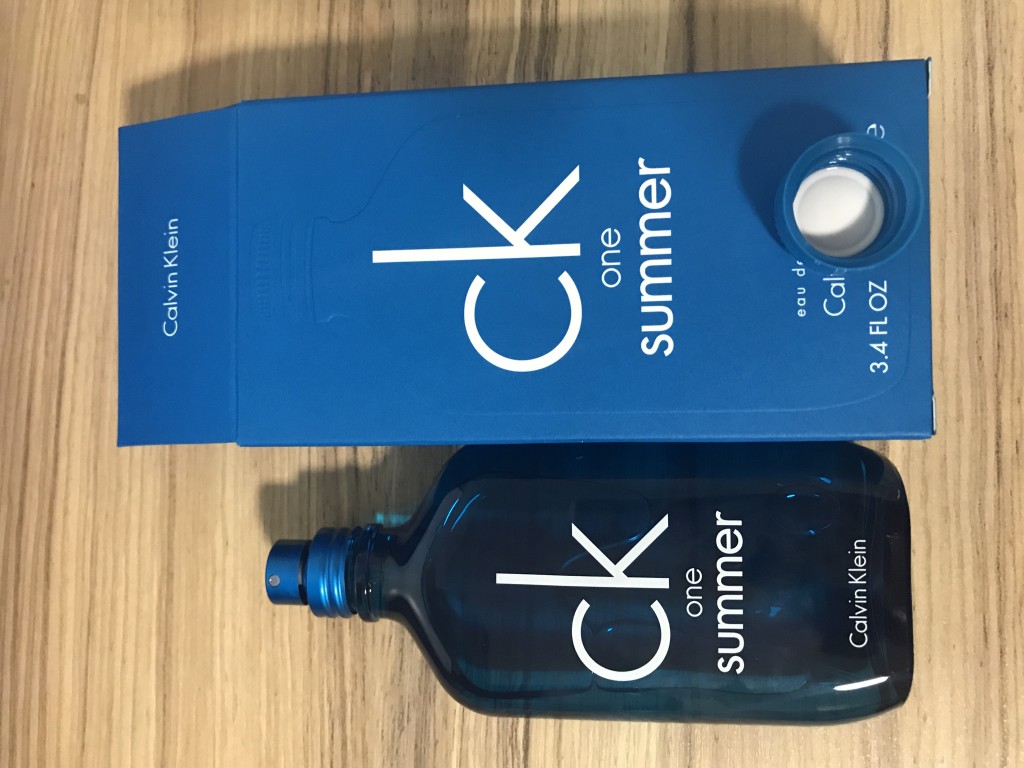 Calvin Klein
ck
one
summer
eau
Cal
3.4 FL OZ
ck
one
summer
Calvin Klein